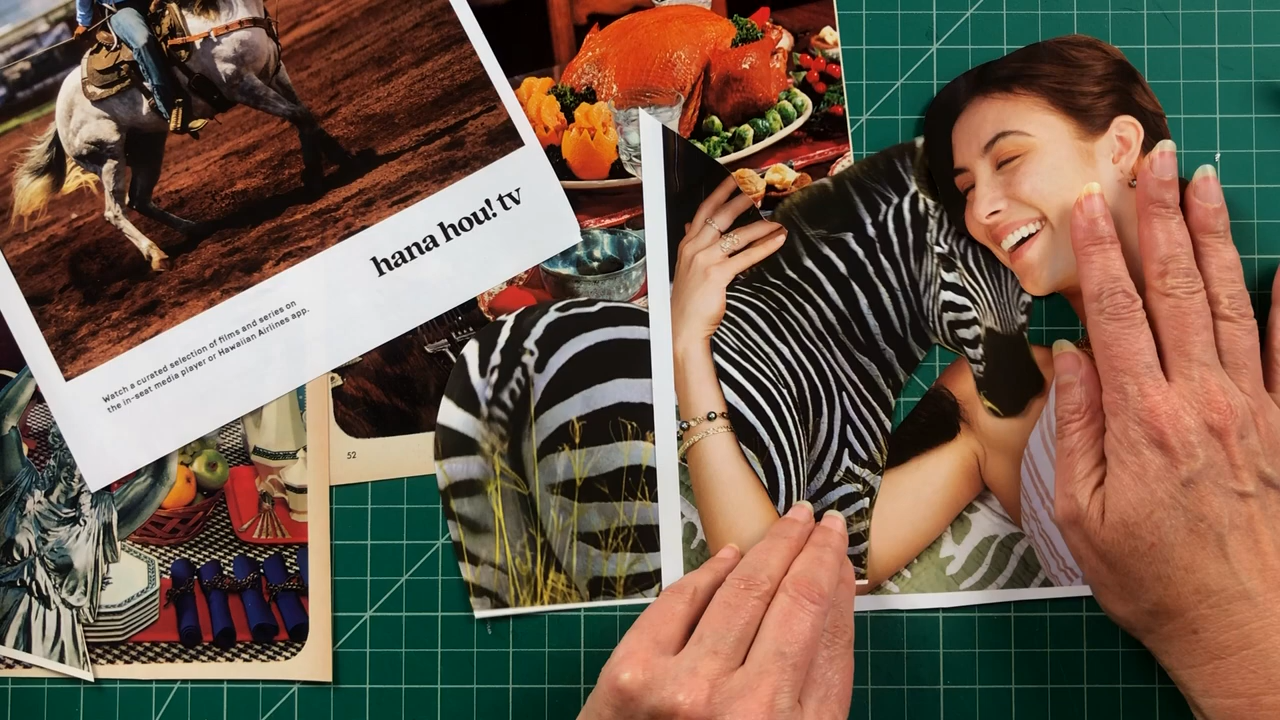 hana hou! tv
Watch a curated selection of films and series on
the in-seat media player or Hawaiian Airlines app.
52